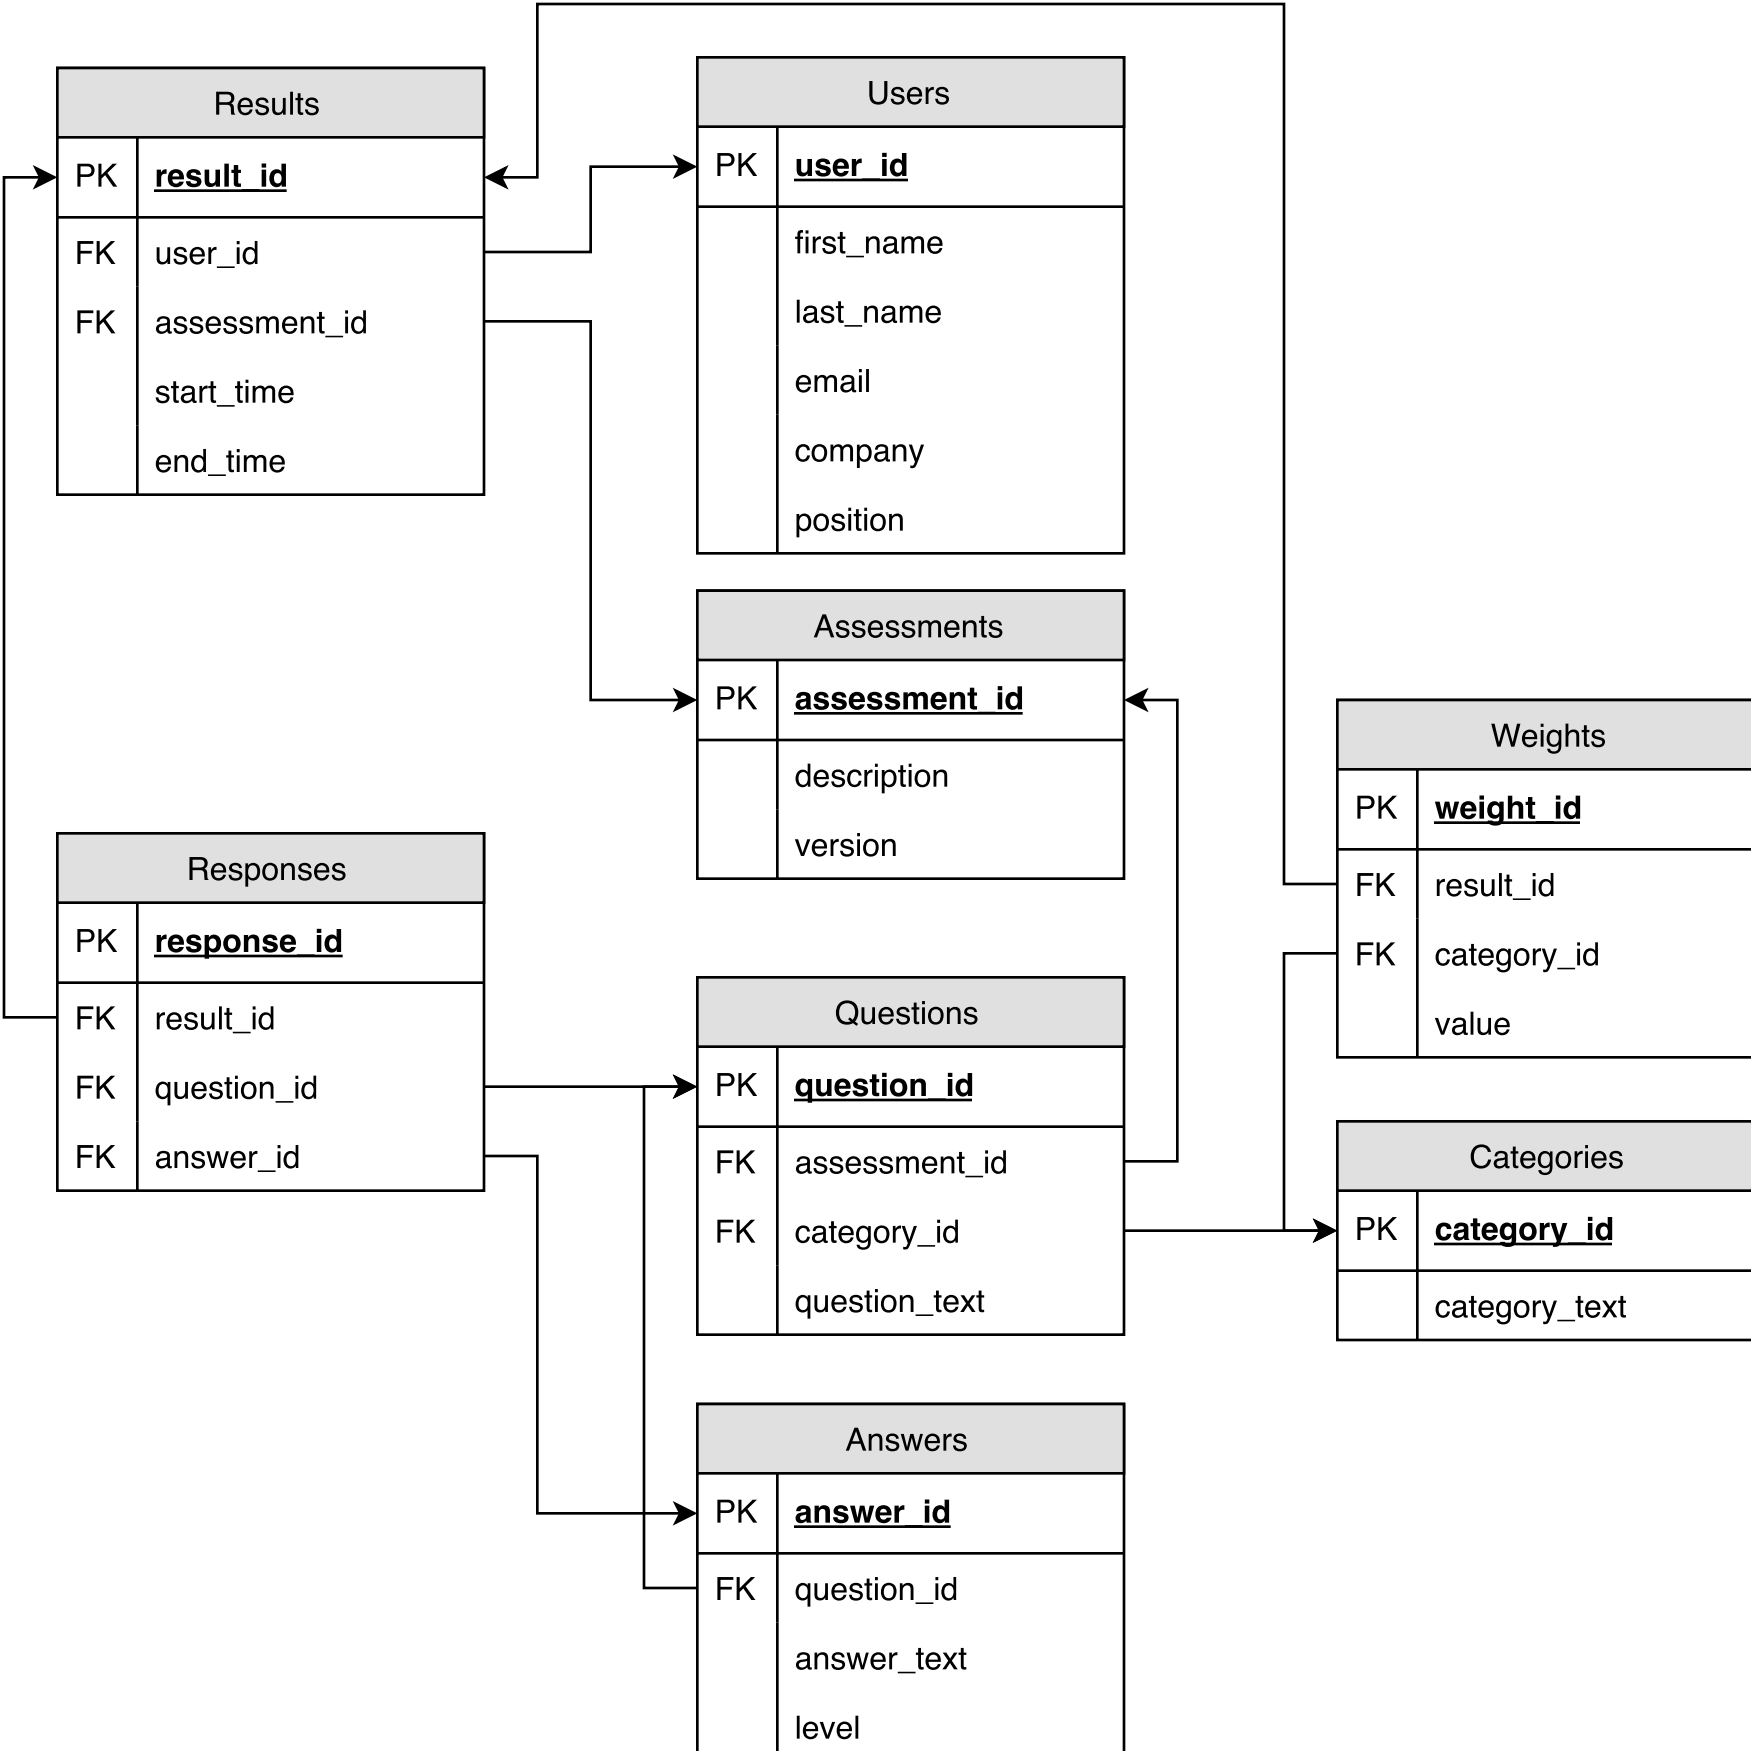 Results
PK result_id
FK user_id
FK assessment_id
start_time
end_time
Users
PK user_id
first_name
last_name
email
company
position
Assessments
PK assessment_id
description
version
Weights
PK weight_id
FK result_id
FK category_id
value
Responses
PK response_id
FK result_id
FK question_id
FK answer_id
Questions
PK question_id
FK assessment_id
FK category_id
question_text
Categories
PK category_id
category_text
Answers
PK answer_id
FK question_id
answer_text
level